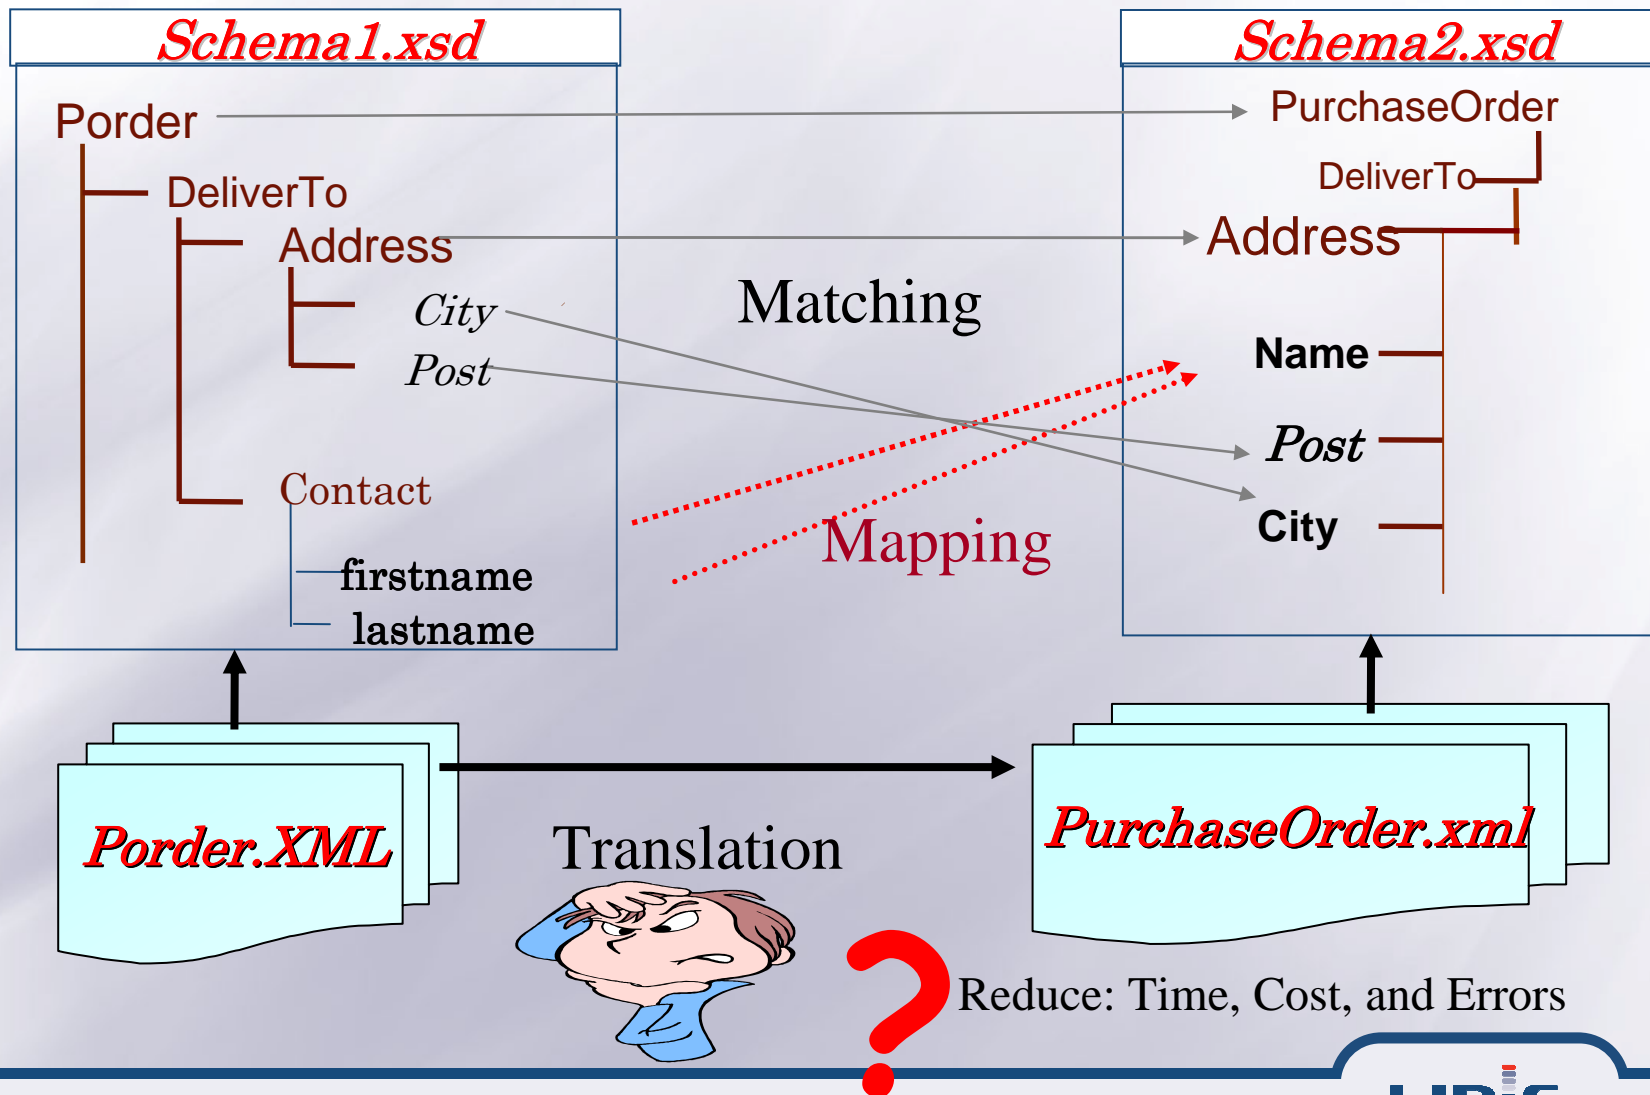 Schema1.xsd
Schema2.xsd
Porder
DeliverTo
Address
City
Post
Contact
firstname
lastname
Matching
Mapping
PurchaseOrder
DeliverTo
Address
Name
Post
City
Porder.XML
Translation
PurchaseOrder.xml
?
Reduce: Time, Cost, and Errors